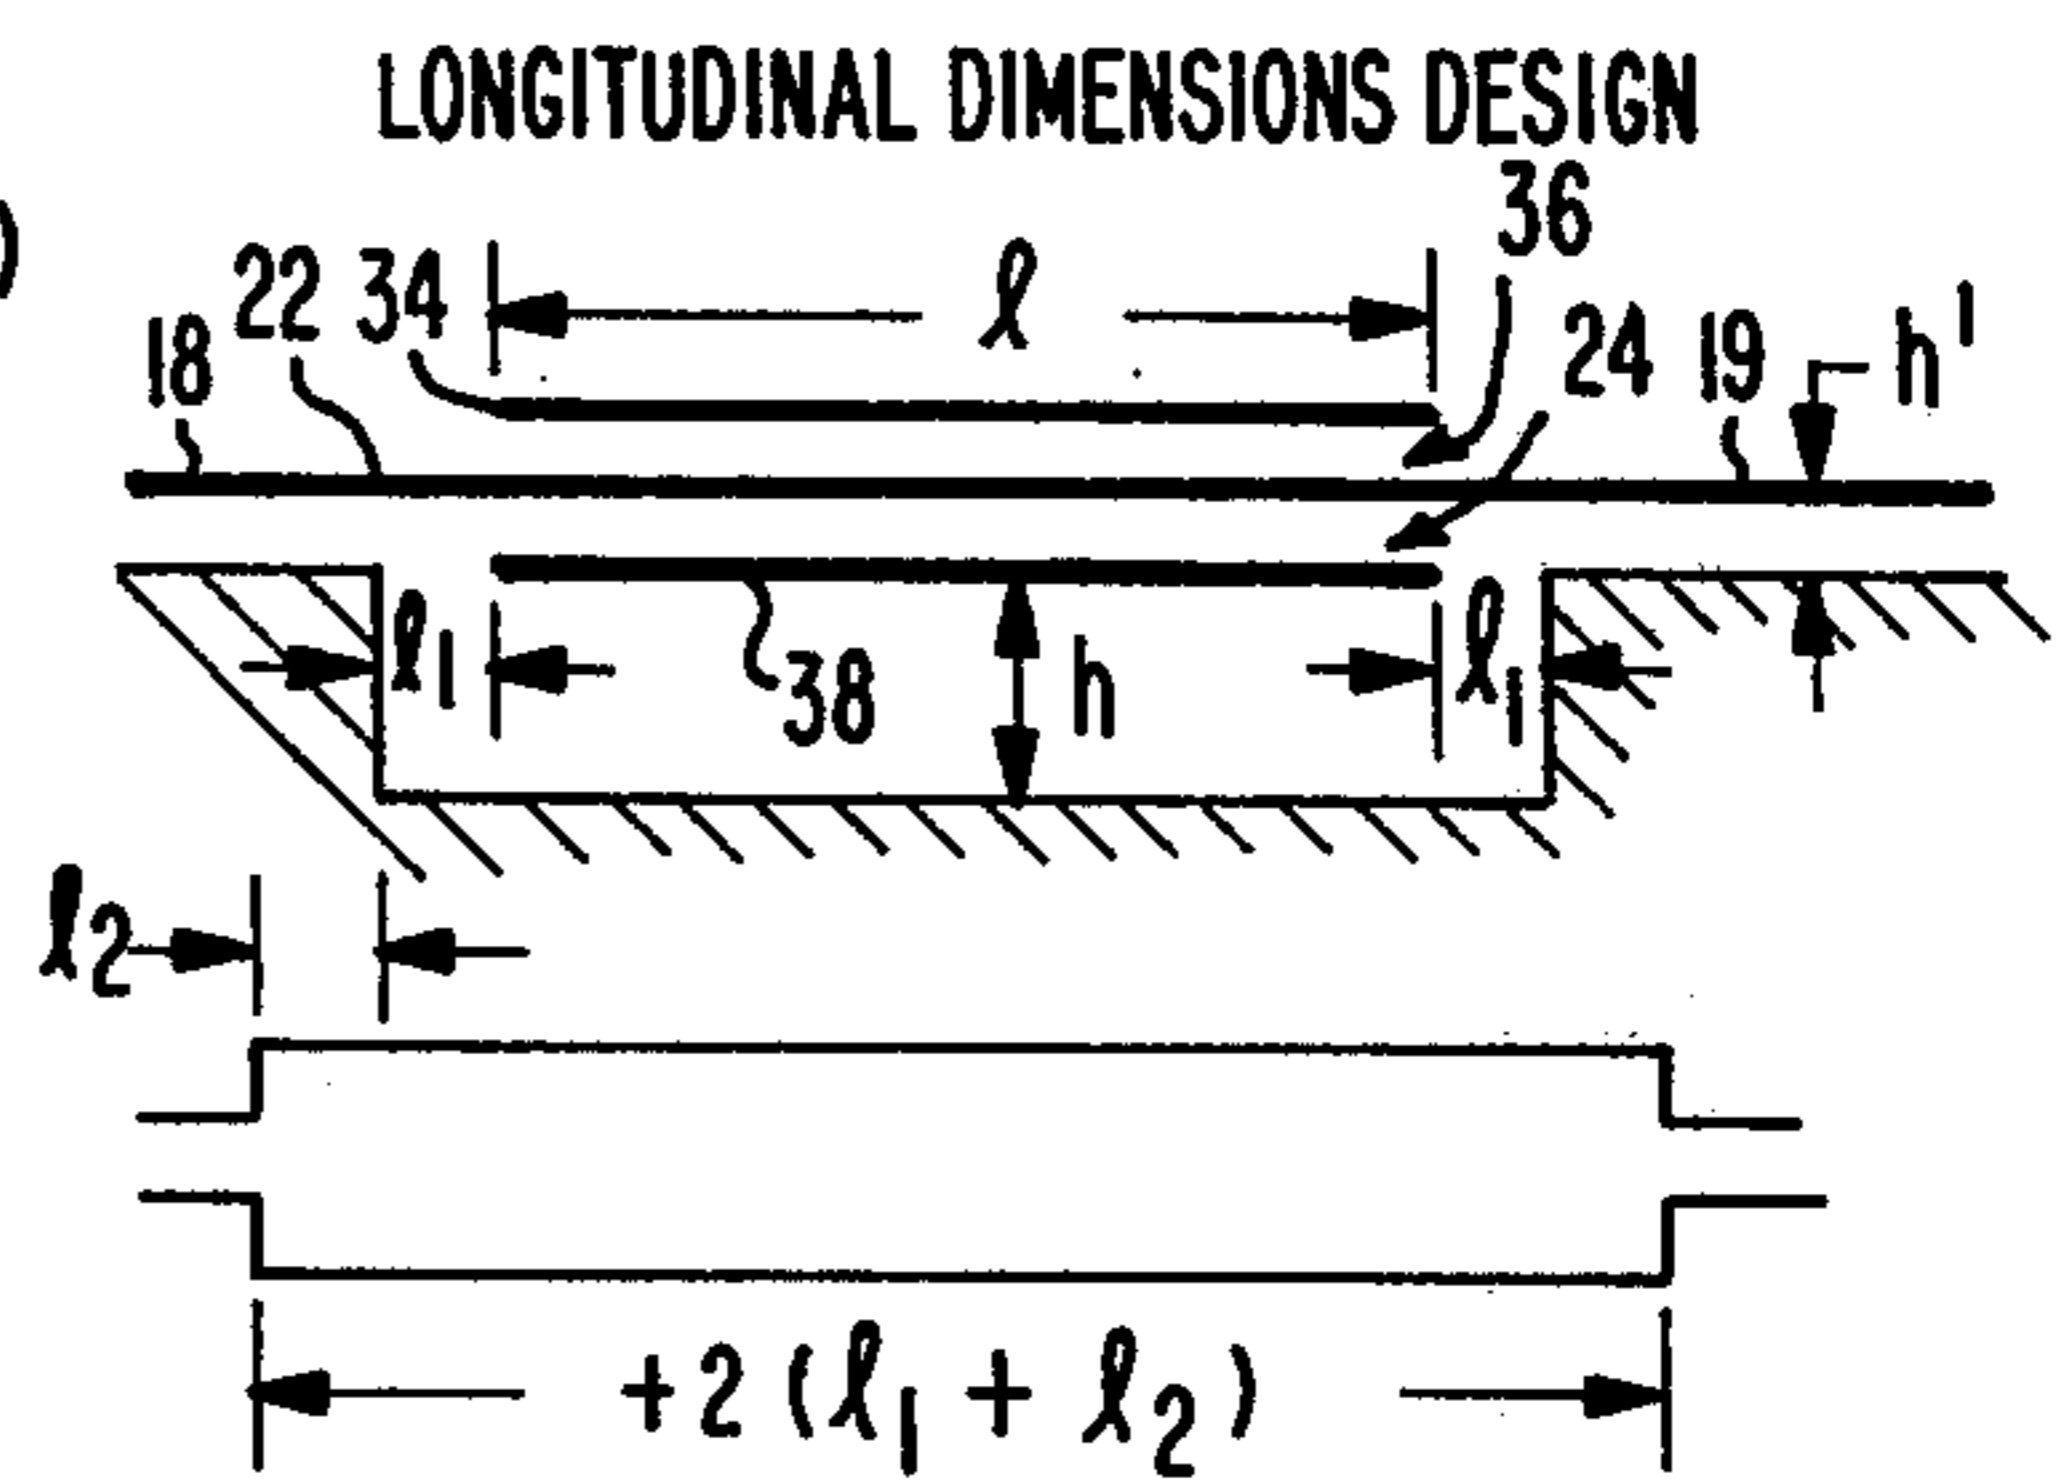 LONGITUDINAL DIMENSIONS DESIGN
)
36
22 34 ℓ
18 24 19 h'
ℓ1 38 h ℓ1
ℓ2
+2 (ℓ1 + ℓ2)